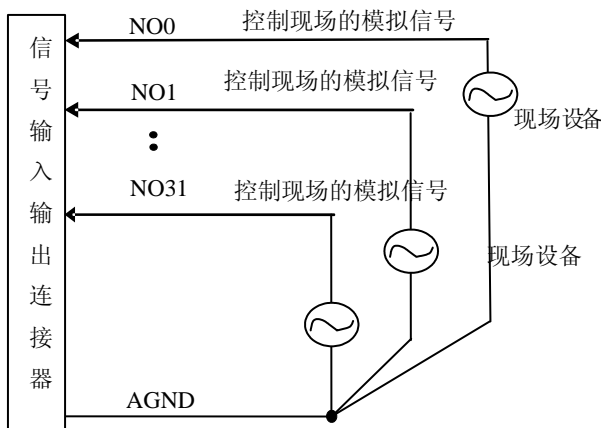 信号输入输出连接器
NO0 控制现场的模拟信号
NO1 控制现场的模拟信号
现场设备
NO31 控制现场的模拟信号
现场设备
AGND